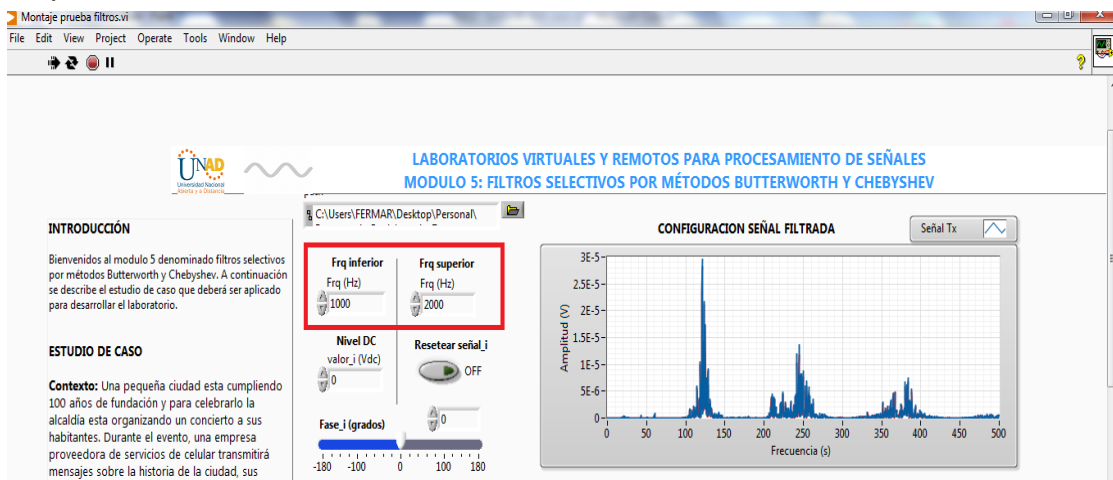 Montaje prueba filtros.vi
File Edit View Project Operate Tools Window Help
UNAD
Universidad Nacional
Abierta y a Distancia
LABORATORIOS VIRTUALES Y REMOTOS PARA PROCESAMIENTO DE SEÑALES
MODULO 5: FILTROS SELECTIVOS POR MÉTODOS BUTTERWORTH Y CHEBYSHEV
INTRODUCCIÓN
Bienvenidos al modulo 5 denominado filtros selectivos
por métodos Butterworth y Chebyshev. A continuación
se describe el estudio de caso que deberá ser aplicado
para desarrollar el laboratorio.
ESTUDIO DE CASO
Contexto: Una pequeña ciudad esta cumpliendo
100 años de fundación y para celebrarlo la
alcaldía esta organizando un concierto a sus
habitantes. Durante el evento, una empresa
proveedora de servicios de celular transmitirá
mensajes sobre la historia de la ciudad, sus
C:\Users\FERMAR\Desktop\Personal\
Frq inferior
Frq (Hz)
1000
Frq superior
Frq (Hz)
2000
Nivel DC
valor_i (Vdc)
0
Resetear señal_i
OFF
Fase_i (grados)
0
-180 -100 0 100 180
CONFIGURACION SEÑAL FILTRADA
Señal Tx
Amplitud (V)
3E-5
2.5E-5
2E-5
1.5E-5
1E-5
5E-6
0
0 50 100 150 200 250 300 350 400 450 500
Frecuencia (s)